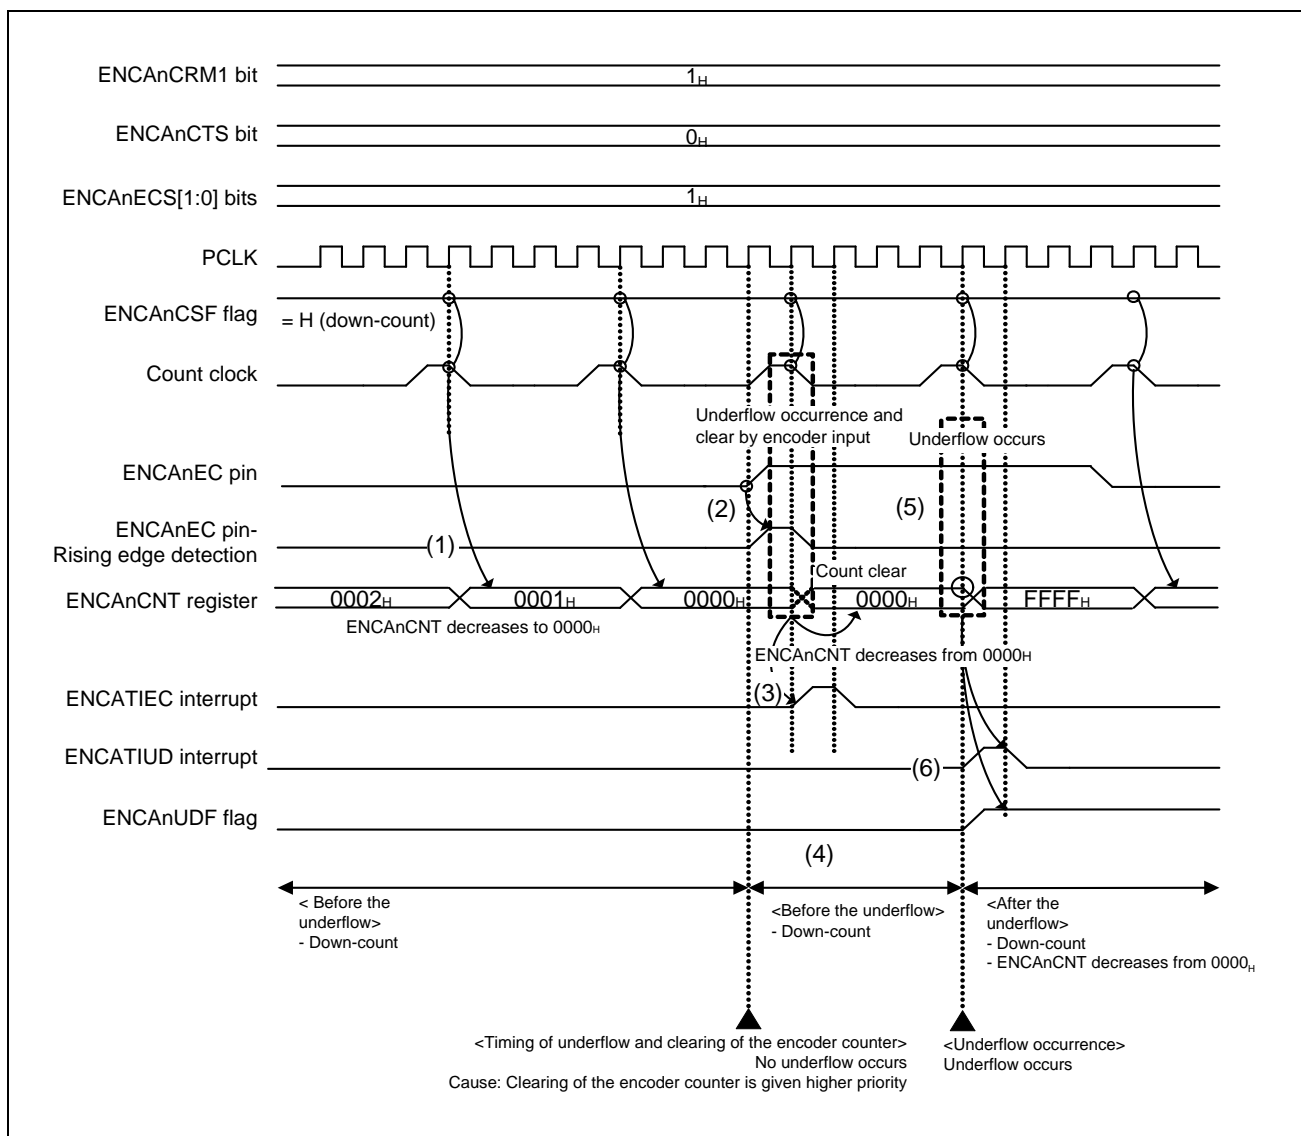 ENCAnCRM1 bit
1H
ENCAnCTS bit
0H
ENCAnECS[1:0] bits
1H
PCLK
ENCAnCSF flag
= H (down-count)
Count clock
Underflow occurrence and
clear by encoder input
Underflow occurs
ENCAnEC pin
(2)
(5)
ENCAnEC pin-
Rising edge detection
(1)
Count clear
ENCAnCNT register
0002H
0001H
0000H
0000H
FFFFH
ENCAnCNT decreases to 0000H
ENCAnCNT decreases from 0000H
ENCATIEC interrupt
(3)
ENCATIUD interrupt
(6)
ENCAnUDF flag
(4)
< Before the
underflow>
- Down-count
<Before the underflow>
- Down-count
<After the
underflow>
- Down-count
- ENCAnCNT decreases from 0000H
<Timing of underflow and clearing of the encoder counter>
No underflow occurs
Cause: Clearing of the encoder counter is given higher priority
<Underflow occurrence>
Underflow occurs